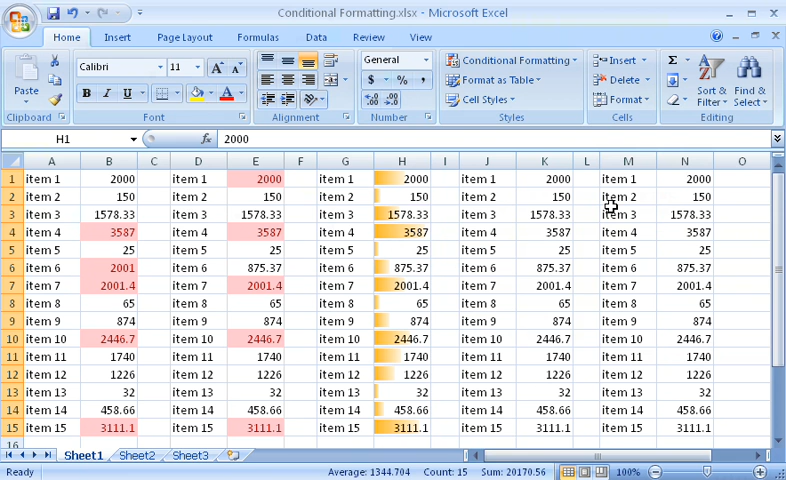 Conditional Formatting.xlsx - Microsoft Excel
Home Insert Page Layout Formulas Data Review View
Paste
Calibri 11 A A
General
Conditional Formatting
Insert
Σ
B I U A
$ % ,
Format as Table
Delete
Sort & Filter
Find & Select
.0 .00 .00 .0
Cell Styles
Format
Clipboard Font Alignment Number Styles Cells Editing
H1 fx 2000
A B C D E F G H I J K L M N O
1 item 1 2000 item 1 2000 item 1 2000 item 1 2000 item 1 2000
2 item 2 150 item 2 150 item 2 150 item 2 150 item 2 150
3 item 3 1578.33 item 3 1578.33 item 3 1578.33 item 3 1578.33 item 3 1578.33
4 item 4 3587 item 4 3587 item 4 3587 item 4 3587 item 4 3587
5 item 5 25 item 5 25 item 5 25 item 5 25 item 5 25
6 item 6 2001 item 6 875.37 item 6 875.37 item 6 875.37 item 6 875.37
7 item 7 2001.4 item 7 2001.4 item 7 2001.4 item 7 2001.4 item 7 2001.4
8 item 8 65 item 8 65 item 8 65 item 8 65 item 8 65
9 item 9 874 item 9 874 item 9 874 item 9 874 item 9 874
10 item 10 2446.7 item 10 2446.7 item 10 2446.7 item 10 2446.7 item 10 2446.7
11 item 11 1740 item 11 1740 item 11 1740 item 11 1740 item 11 1740
12 item 12 1226 item 12 1226 item 12 1226 item 12 1226 item 12 1226
13 item 13 32 item 13 32 item 13 32 item 13 32 item 13 32
14 item 14 458.66 item 14 458.66 item 14 458.66 item 14 458.66 item 14 458.66
15 item 15 3111.1 item 15 3111.1 item 15 3111.1 item 15 3111.1 item 15 3111.1
16
Sheet1 Sheet2 Sheet3
Ready Average: 1344.704 Count: 15 Sum: 20170.56 100%